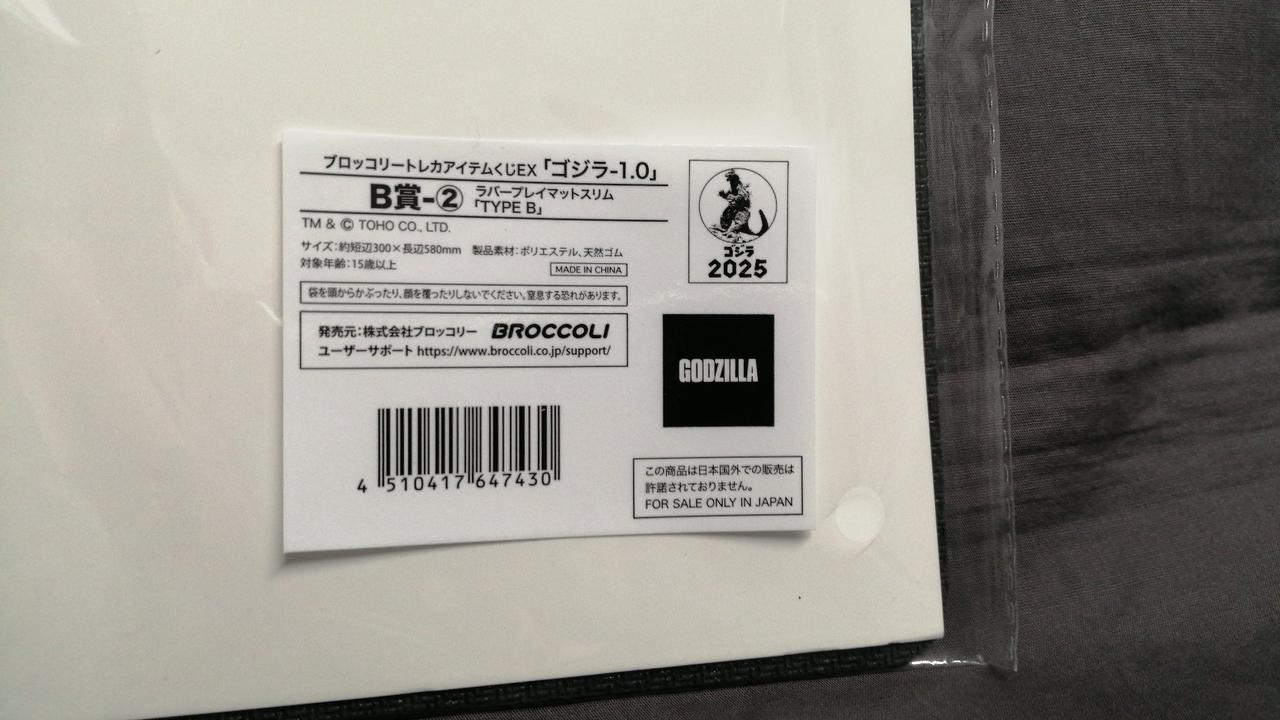 ブロッコリートレカアイテムくじEX「ゴジラ-1.0」
B賞-② ラバープレイマットスリム
「TYPE B」
TM & © TOHO CO., LTD.
サイズ:約短辺300×長辺580mm 製品素材:ポリエステル、天然ゴム
対象年齢:15歳以上
MADE IN CHINA
袋を頭からかぶったり、顔を覆ったりしないでください。窒息する恐れがあります。
発売元:株式会社ブロッコリー BROCCOLI
ユーザーサポート https://www.broccoli.co.jp/support/
4 510417 647430
ゴジラ
2025
GODZILLA
この商品は日本国外での販売は
許諾されておりません。
FOR SALE ONLY IN JAPAN